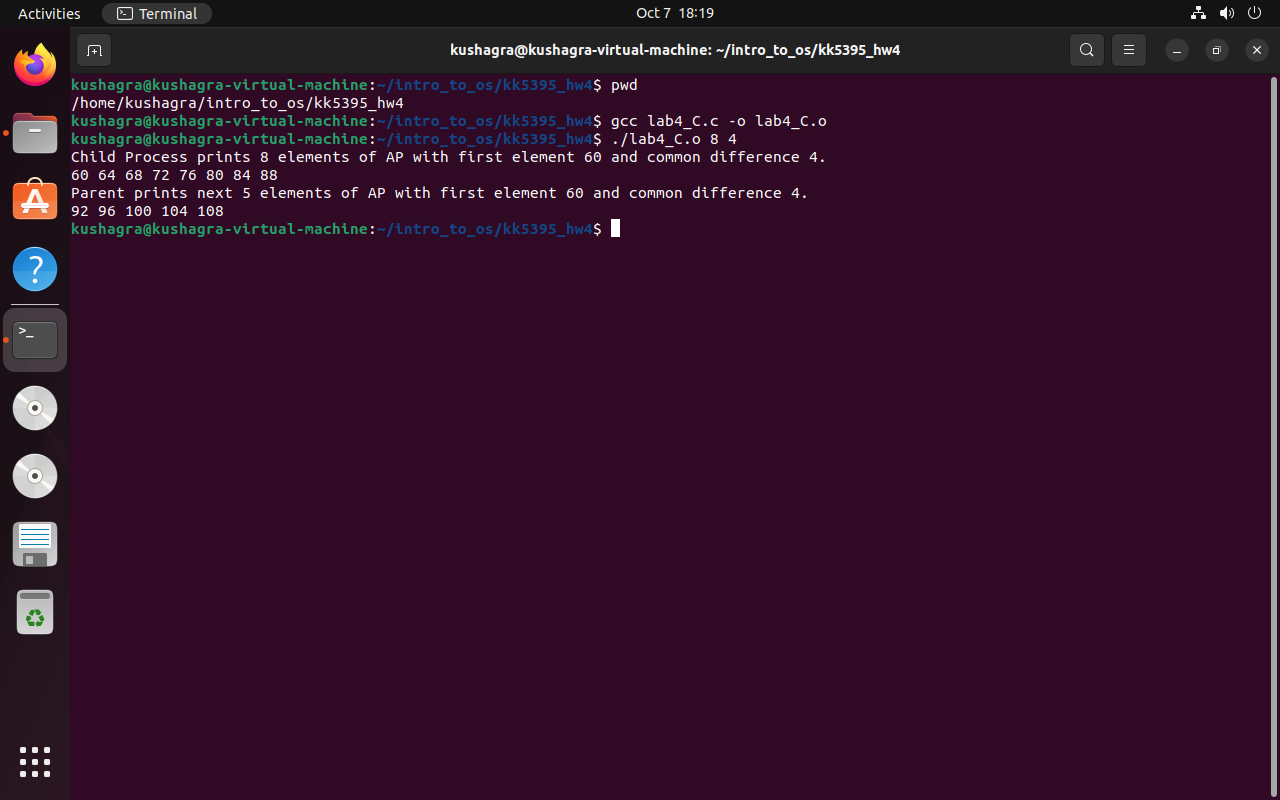 Activities
Terminal
Oct 7 18:19
kushagra@kushagra-virtual-machine: ~/intro_to_os/kk5395_hw4
kushagra@kushagra-virtual-machine:~/intro_to_os/kk5395_hw4$ pwd
/home/kushagra/intro_to_os/kk5395_hw4
kushagra@kushagra-virtual-machine:~/intro_to_os/kk5395_hw4$ gcc lab4_C.c -o lab4_C.o
kushagra@kushagra-virtual-machine:~/intro_to_os/kk5395_hw4$ ./lab4_C.o 8 4
Child Process prints 8 elements of AP with first element 60 and common difference 4.
60 64 68 72 76 80 84 88
Parent prints next 5 elements of AP with first element 60 and common difference 4.
92 96 100 104 108
kushagra@kushagra-virtual-machine:~/intro_to_os/kk5395_hw4$